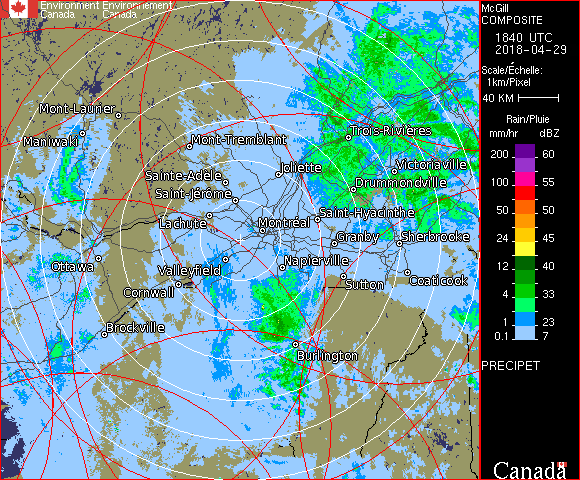 Environment Environnement
Canada Canada
McGill
COMPOSITE
1840 UTC
2018-04-29
Scale/Échelle:
1km/Pixel
40 KM
Rain/Pluie
mm/hr dBZ
200 60
100 55
50 50
24 45
12 40
4 33
1 23
0.1 7
PRECIPET
Canada
Mont-Laurier
Maniwaki
Mont-Tremblant
Trois-Rivières
Joliette
Victoriaville
Sainte-Adèle
Drummondville
Saint-Jérôme
Saint-Hyacinthe
Lachute
Montréal
Granby
Sherbrooke
Ottawa
Valleyfield
Napierville
Sutton
Coaticook
Cornwall
Brockville
Burlington